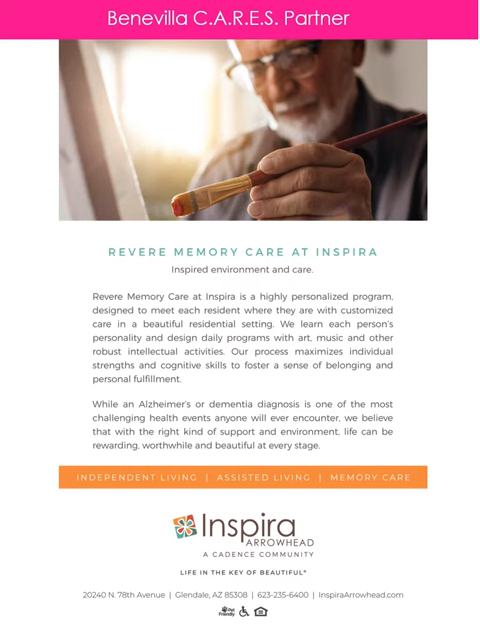 Benevilla C.A.R.E.S. Partner
REVERE MEMORY CARE AT INSPIRA
Inspired environment and care.
Revere Memory Care at Inspira is a highly personalized program,
designed to meet each resident where they are with customized
care in a beautiful residential setting. We learn each person's
personality and design daily programs with art, music and other
robust intellectual activities. Our process maximizes individual
strengths and cognitive skills to foster a sense of belonging and
personal fulfillment.
While an Alzheimer's or dementia diagnosis is one of the most
challenging health events anyone will ever encounter, we believe
that with the right kind of support and environment, life can be
rewarding, worthwhile and beautiful at every stage.
INDEPENDENT LIVING | ASSISTED LIVING | MEMORY CARE
Inspira
ARROWHEAD
A CADENCE COMMUNITY
LIFE IN THE KEY OF BEAUTIFUL®
20240 N. 78th Avenue | Glendale, AZ 85308 | 623-235-6400 | InspiraArrowhead.com
Pet
Friendly